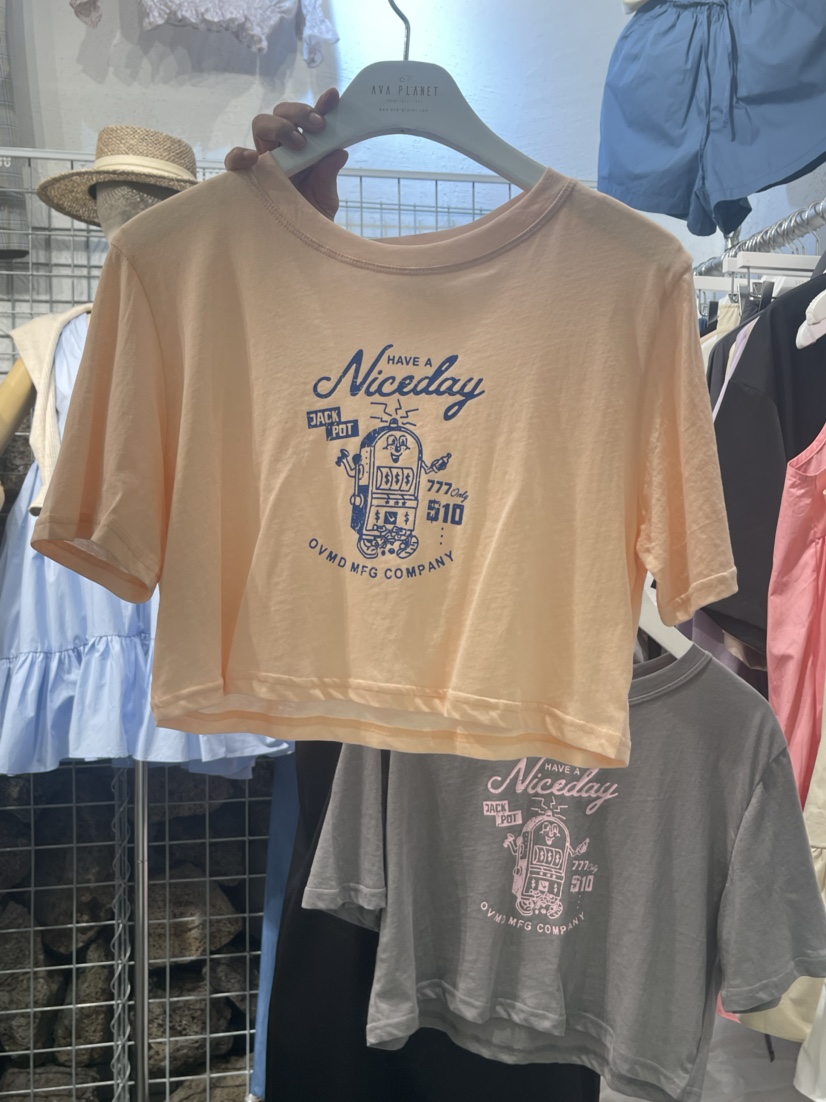 AVA PLANET
HAVE A
Niceday
JACK
POT
$$$
777 Only
$10
OVMD MFG COMPANY
HAVE A
Niceday
JACK
POT
$$$
777 Only
$10
OVMD MFG COMPANY